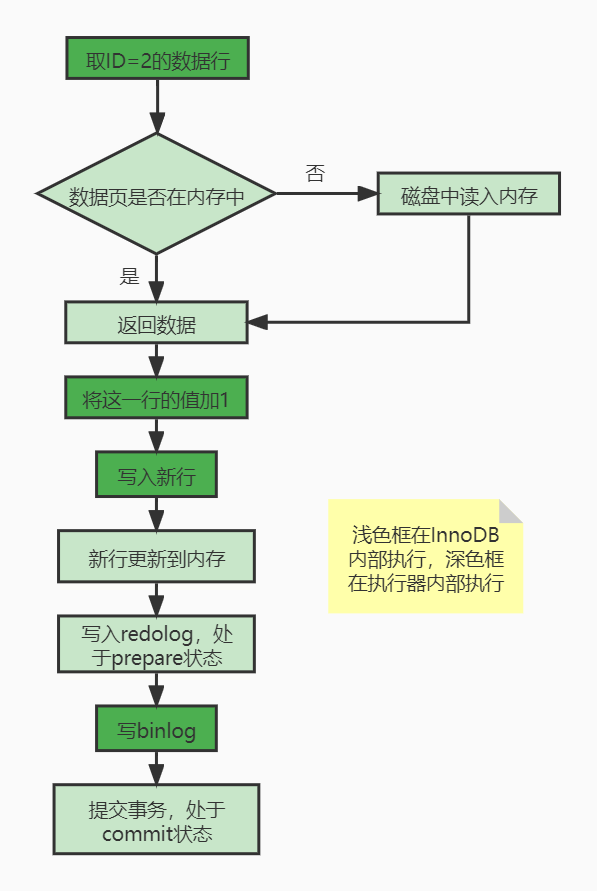 取ID=2的数据行
数据页是否在内存中
否
磁盘中读入内存
是
返回数据
将这一行的值加1
写入新行
新行更新到内存
浅色框在InnoDB
内部执行，深色框
在执行器内部执行
写入redolog，处
于prepare状态
写binlog
提交事务，处于
commit状态